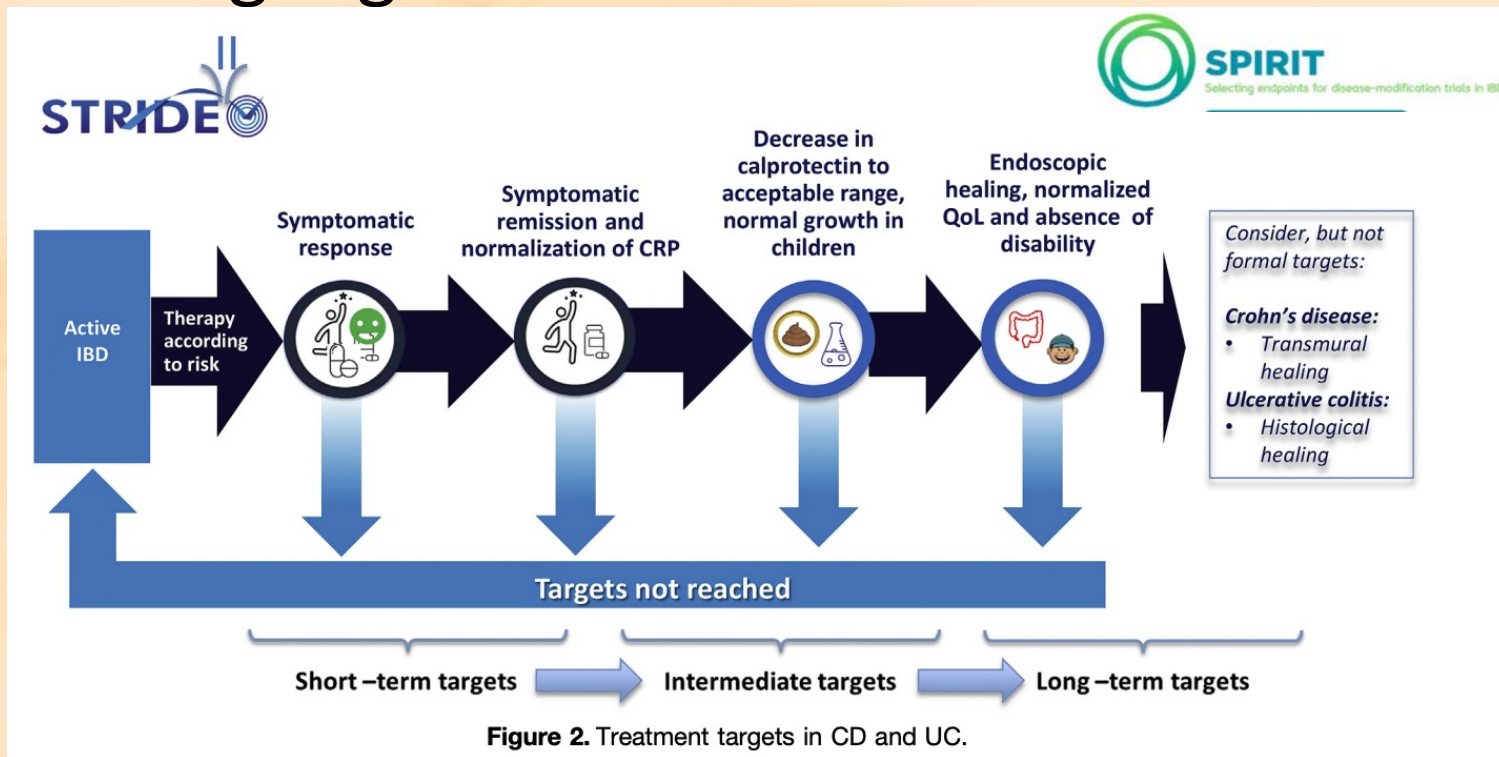 II
STRIDE
SPIRIT
Selecting endpoints for disease-modification trials in IBD
Active
IBD
Therapy
according
to risk
Symptomatic
response
Symptomatic
remission and
normalization of CRP
Decrease in
calprotectin to
acceptable range,
normal growth in
children
Endoscopic
healing, normalized
QoL and absence of
disability
Consider, but not
formal targets:
Crohn's disease:
• Transmural
healing
Ulcerative colitis:
• Histological
healing
Targets not reached
Short –term targets
Intermediate targets
Long –term targets
Figure 2. Treatment targets in CD and UC.